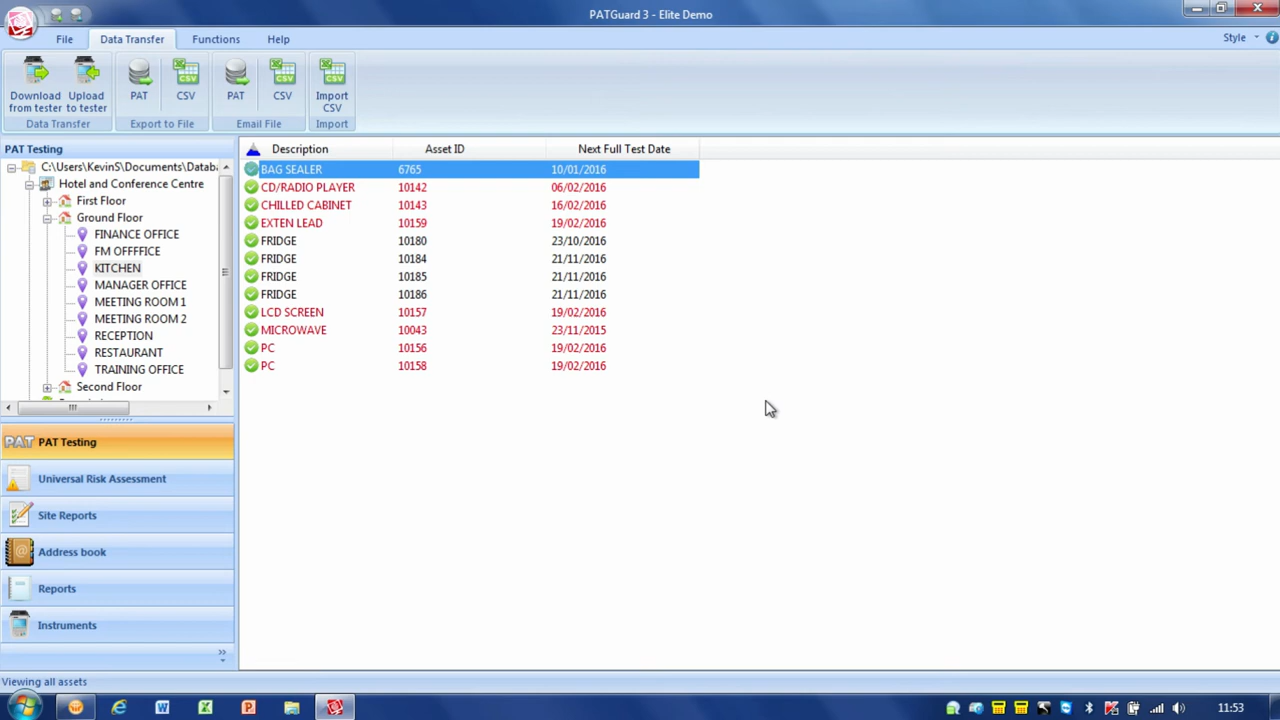 PATGuard 3 - Elite Demo
File
Data Transfer
Functions
Help
Style
Download from tester
Upload to tester
PAT
CSV
PAT
CSV
Import CSV
Data Transfer
Export to File
Email File
Import
PAT Testing
C:\Users\KevinS\Documents\Datab
Hotel and Conference Centre
First Floor
Ground Floor
FINANCE OFFICE
FM OFFFFICE
KITCHEN
MANAGER OFFICE
MEETING ROOM 1
MEETING ROOM 2
RECEPTION
RESTAURANT
TRAINING OFFICE
Second Floor
PAT PAT Testing
Universal Risk Assessment
Site Reports
Address book
Reports
Instruments
Description Asset ID Next Full Test Date
BAG SEALER 6765 10/01/2016
CD/RADIO PLAYER 10142 06/02/2016
CHILLED CABINET 10143 16/02/2016
EXTEN LEAD 10159 19/02/2016
FRIDGE 10180 23/10/2016
FRIDGE 10184 21/11/2016
FRIDGE 10185 21/11/2016
FRIDGE 10186 21/11/2016
LCD SCREEN 10157 19/02/2016
MICROWAVE 10043 23/11/2015
PC 10156 19/02/2016
PC 10158 19/02/2016
Viewing all assets
11:53